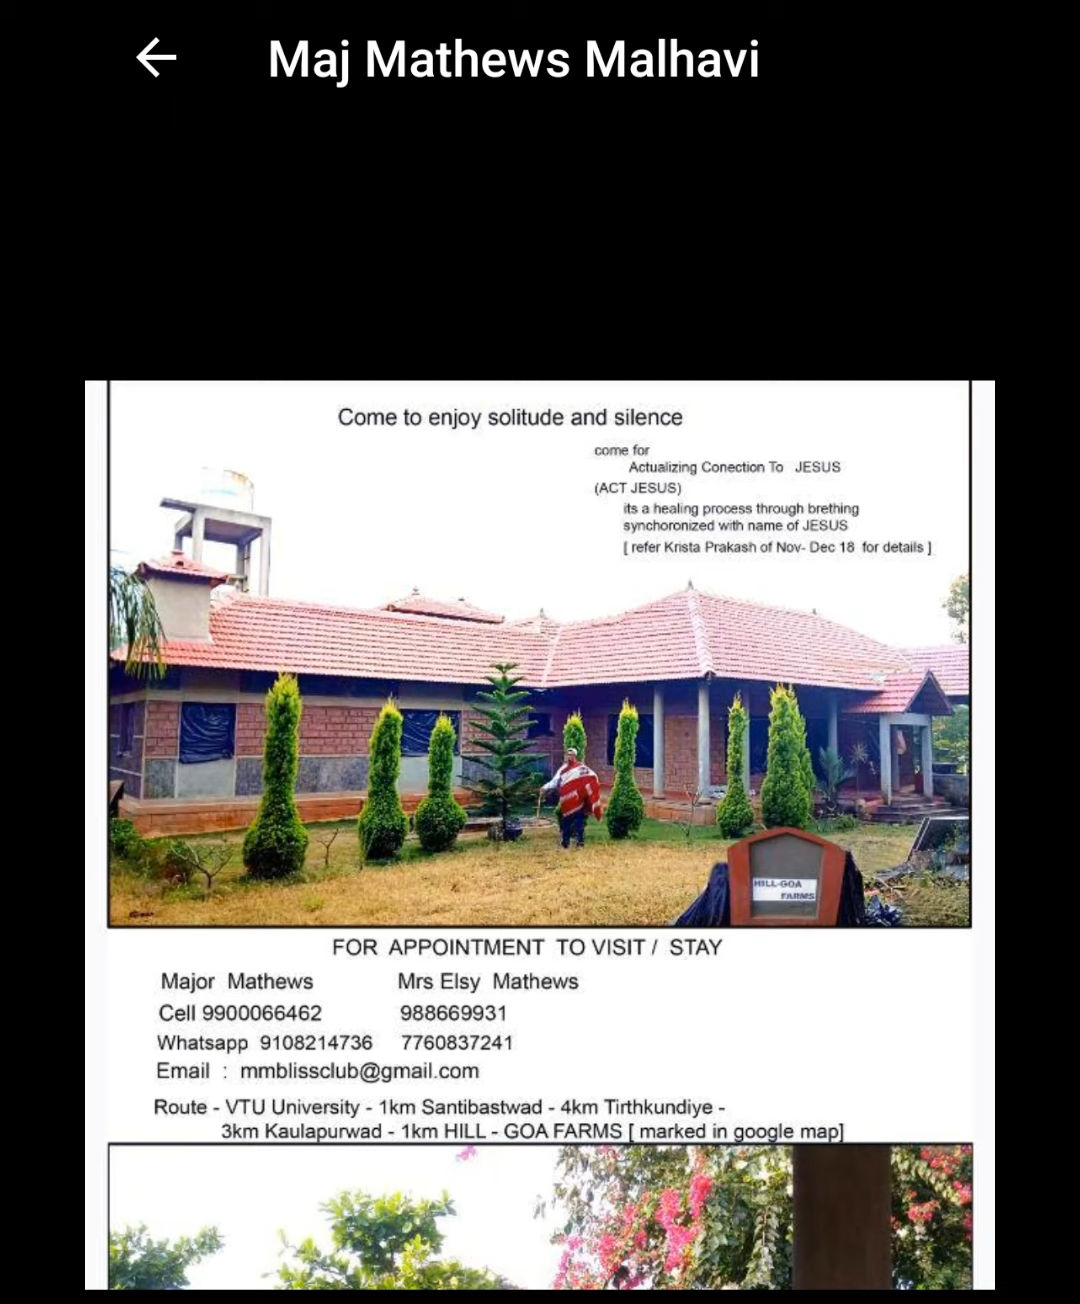 Maj Mathews Malhavi
Come to enjoy solitude and silence
come for
Actualizing Conection To JESUS
(ACT JESUS)
its a healing process through brething
synchoronized with name of JESUS
[ refer Krista Prakash of Nov- Dec 18 for details ]
HILL-GOA
FARMS
FOR APPOINTMENT TO VISIT / STAY
Major Mathews Mrs Elsy Mathews
Cell 9900066462 988669931
Whatsapp 9108214736 7760837241
Email : mmblissclub@gmail.com
Route - VTU University - 1km Santibastwad - 4km Tirthkundiye -
3km Kaulapurwad - 1km HILL - GOA FARMS [ marked in google map]